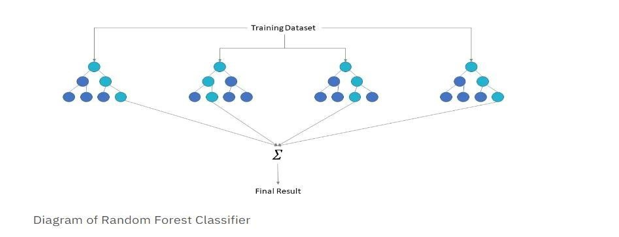 Training Dataset
Σ
Final Result
Diagram of Random Forest Classifier